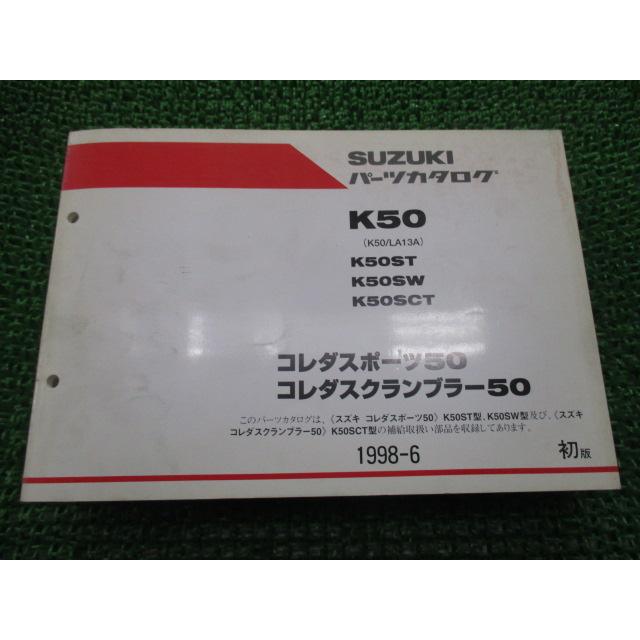 SUZUKI
パーツカタログ
K50
(K50/LA13A)
K50ST
K50SW
K50SCT
コレダスポーツ50
コレダスクランブラー50
このパーツカタログは、〈スズキ コレダスポーツ50〉K50ST型、K50SW型及び、〈スズキ
コレダスクランブラー50〉K50SCT型の補給取扱い部品を収録してあります。
1998-6
初版